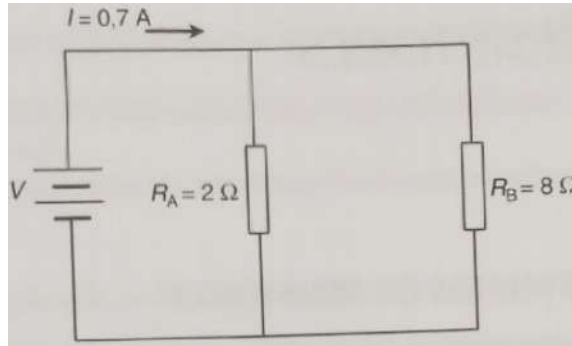 I = 0,7 A
V
R_A = 2 Ω
R_B = 8 Ω